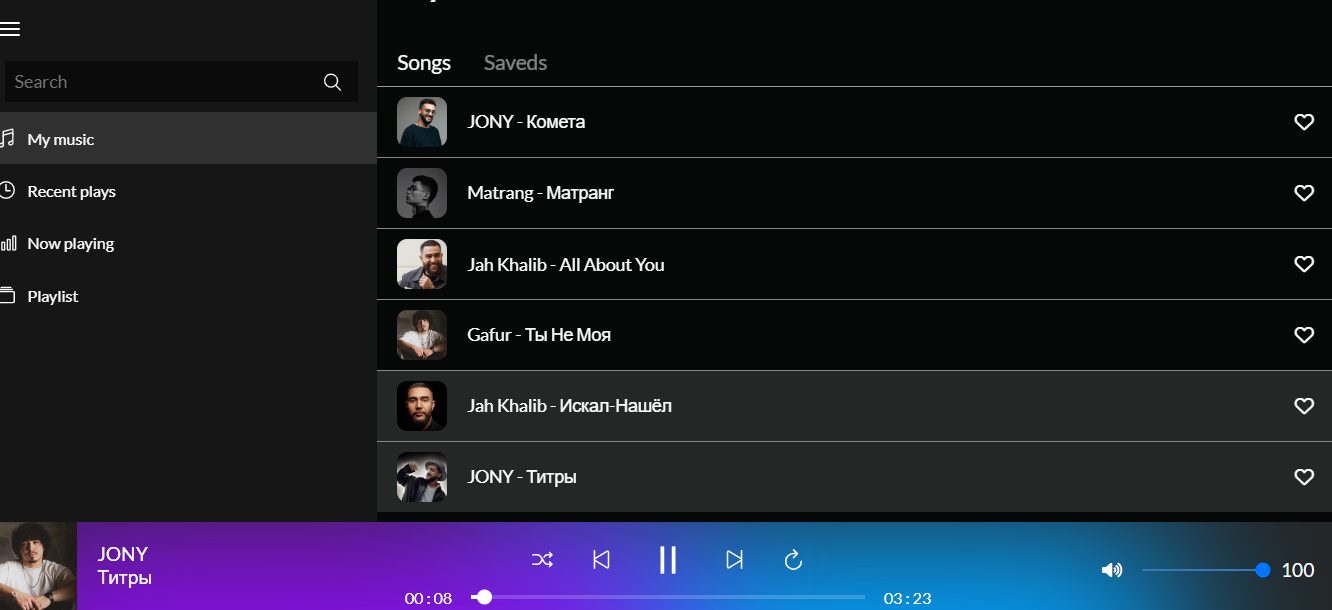 Search
My music
Recent plays
Now playing
Playlist
Songs
Saveds
JONY - Комета
Matrang - Матранг
Jah Khalib - All About You
Gafur - Ты Не Моя
Jah Khalib - Искал-Нашёл
JONY - Титры
JONY
Титры
00 : 08
03 : 23
100